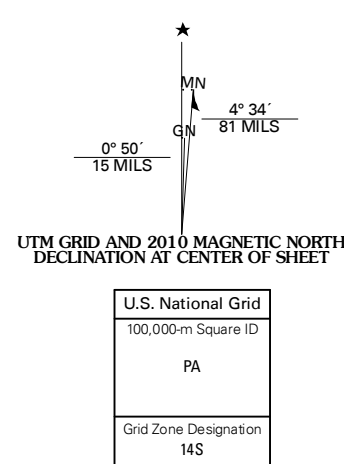 MN
4° 34´
81 MILS
GN
0° 50´
15 MILS
UTM GRID AND 2010 MAGNETIC NORTH
DECLINATION AT CENTER OF SHEET
U.S. National Grid
100,000-m Square ID
PA
Grid Zone Designation
14S